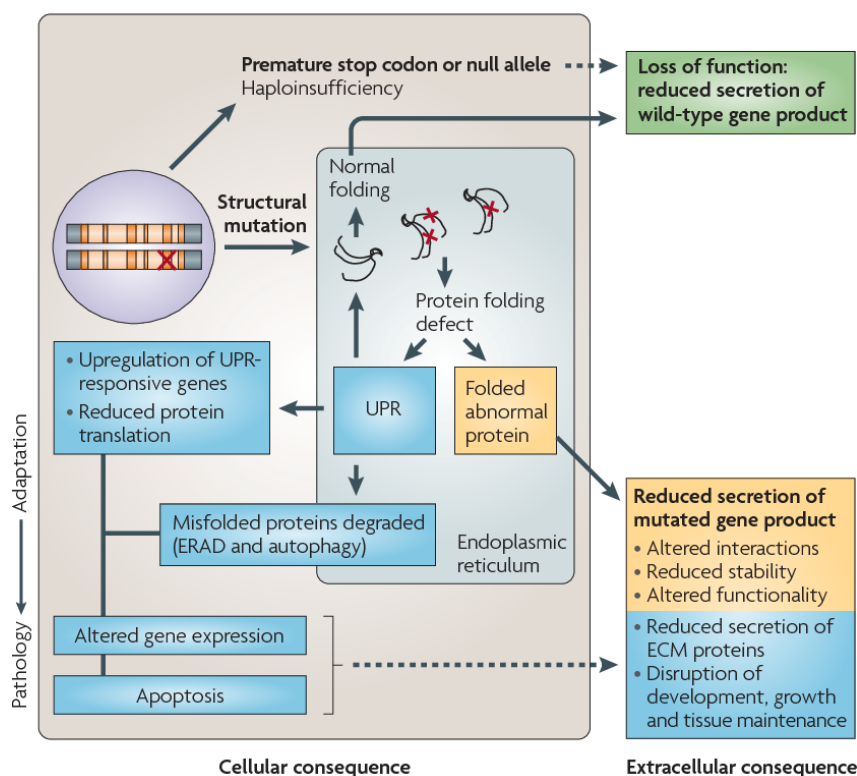 Premature stop codon or null allele
Haploinsufficiency
Loss of function:
reduced secretion of
wild-type gene product
Normal
folding
Structural
mutation
Protein folding
defect
• Upregulation of UPR-
responsive genes
• Reduced protein
translation
UPR
Folded
abnormal
protein
Adaptation
Pathology
Misfolded proteins degraded
(ERAD and autophagy)
Endoplasmic
reticulum
Reduced secretion of
mutated gene product
• Altered interactions
• Reduced stability
• Altered functionality
• Reduced secretion of
ECM proteins
• Disruption of
development, growth
and tissue maintenance
Altered gene expression
Apoptosis
Cellular consequence
Extracellular consequence